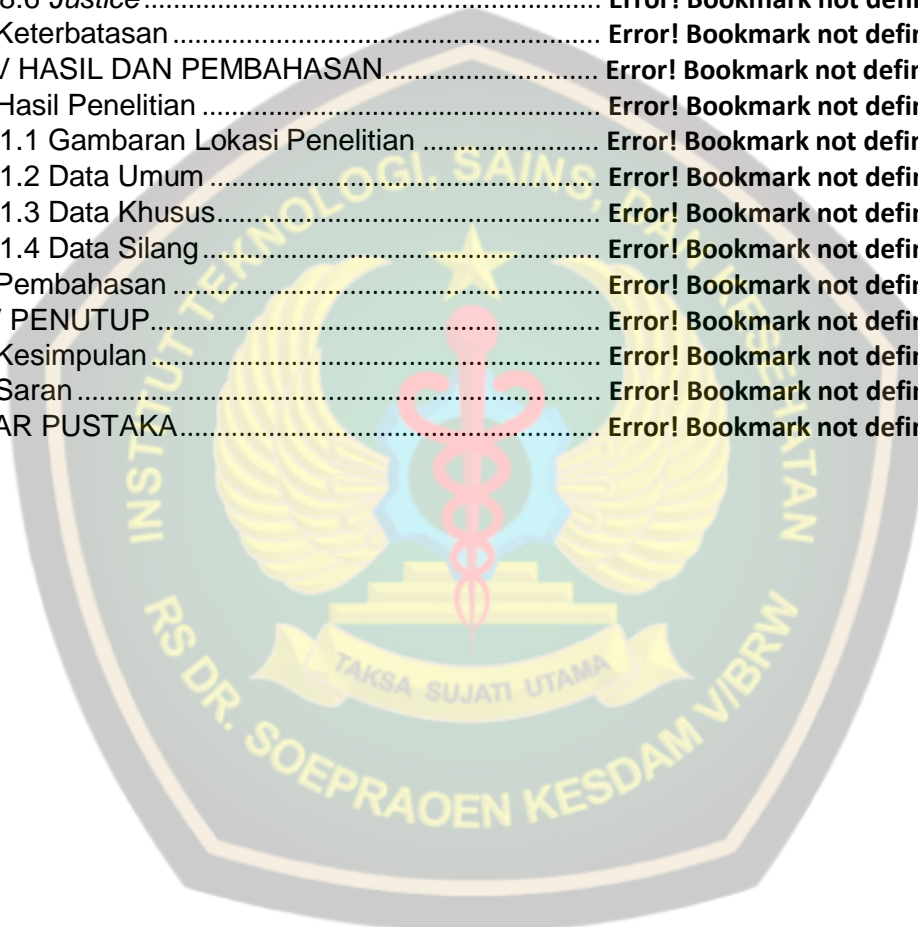 8.6 Justice............................................................ Error! Bookmark not defin
Keterbatasan......................................................... Error! Bookmark not defin
V HASIL DAN PEMBAHASAN............................ Error! Bookmark not defin
Hasil Penelitian ..................................................... Error! Bookmark not defin
1.1 Gambaran Lokasi Penelitian ....................... Error! Bookmark not defin
1.2 Data Umum .................................................... Error! Bookmark not defin
1.3 Data Khusus................................................... Error! Bookmark not defin
1.4 Data Silang..................................................... Error! Bookmark not defin
Pembahasan ......................................................... Error! Bookmark not defin
PENUTUP............................................................ Error! Bookmark not defin
Kesimpulan............................................................ Error! Bookmark not defin
Saran ...................................................................... Error! Bookmark not defin
AR PUSTAKA........................................................ Error! Bookmark not defin
INSTITUT TEKNOLOGI, SAINS, DAN KESEHATAN
TAKSA SUJATI UTAMA
RS DR. SOEPRAOEN KESDAM V/BRW